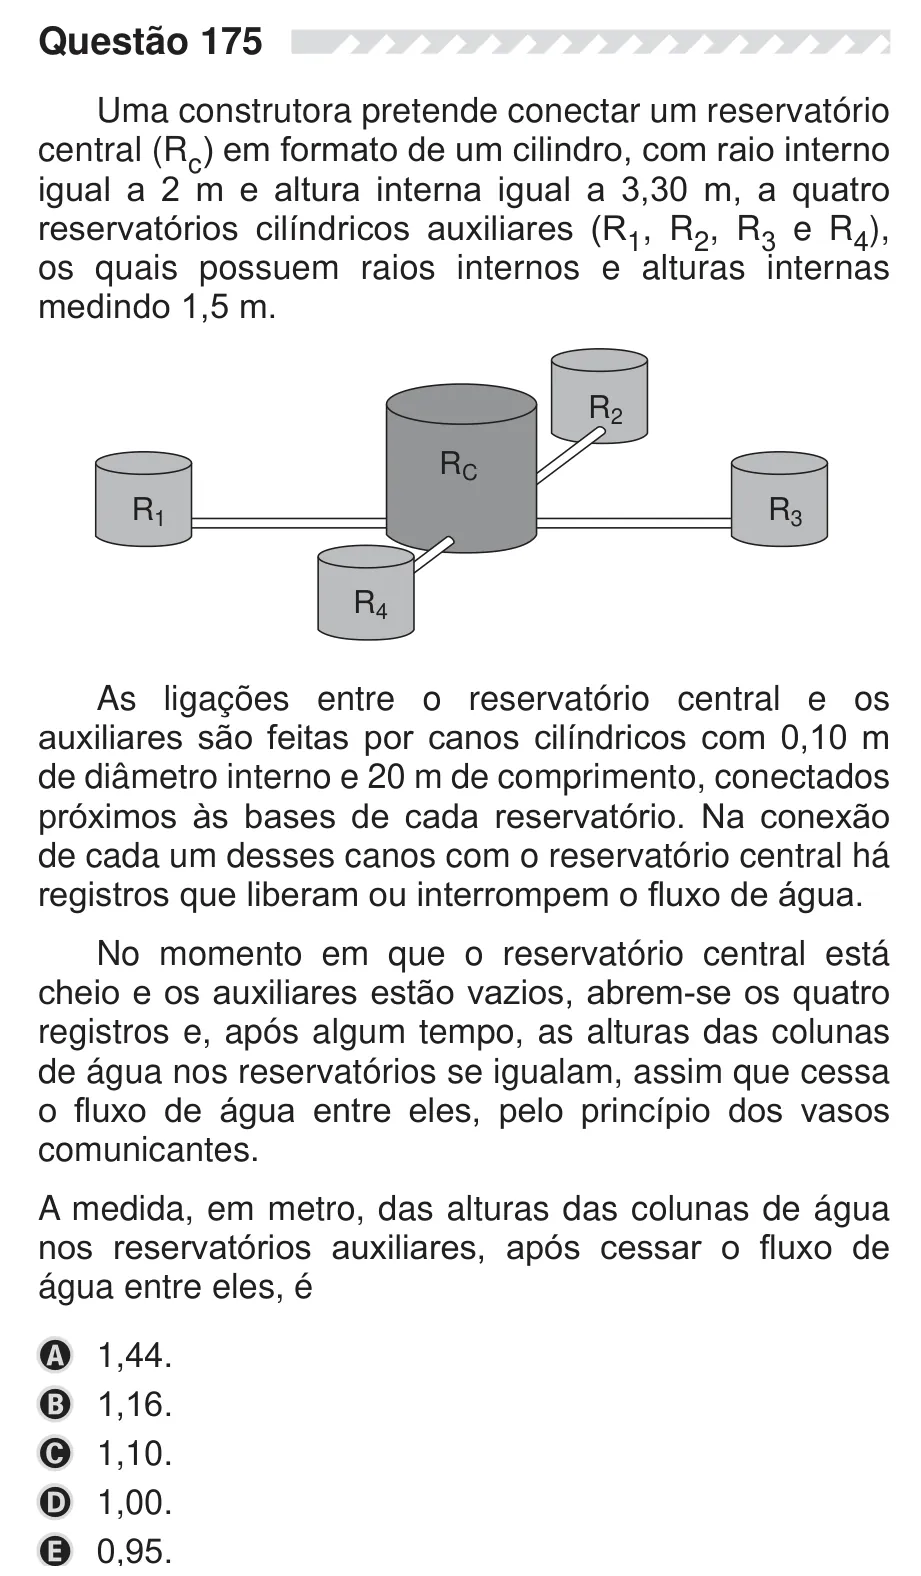 Questão 175
Uma construtora pretende conectar um reservatório
central (Rc) em formato de um cilindro, com raio interno
igual a 2 m e altura interna igual a 3,30 m, a quatro
reservatórios cilíndricos auxiliares (R1, R2, R3 e R4),
os quais possuem raios internos e alturas internas
medindo 1,5 m.
R2
RC
R1
R3
R4
As ligações entre o reservatório central e os
auxiliares são feitas por canos cilíndricos com 0,10 m
de diâmetro interno e 20 m de comprimento, conectados
próximos às bases de cada reservatório. Na conexão
de cada um desses canos com o reservatório central há
registros que liberam ou interrompem o fluxo de água.
No momento em que o reservatório central está
cheio e os auxiliares estão vazios, abrem-se os quatro
registros e, após algum tempo, as alturas das colunas
de água nos reservatórios se igualam, assim que cessa
o fluxo de água entre eles, pelo princípio dos vasos
comunicantes.
A medida, em metro, das alturas das colunas de água
nos reservatórios auxiliares, após cessar o fluxo de
água entre eles, é
A 1,44.
B 1,16.
C 1,10.
D 1,00.
E 0,95.